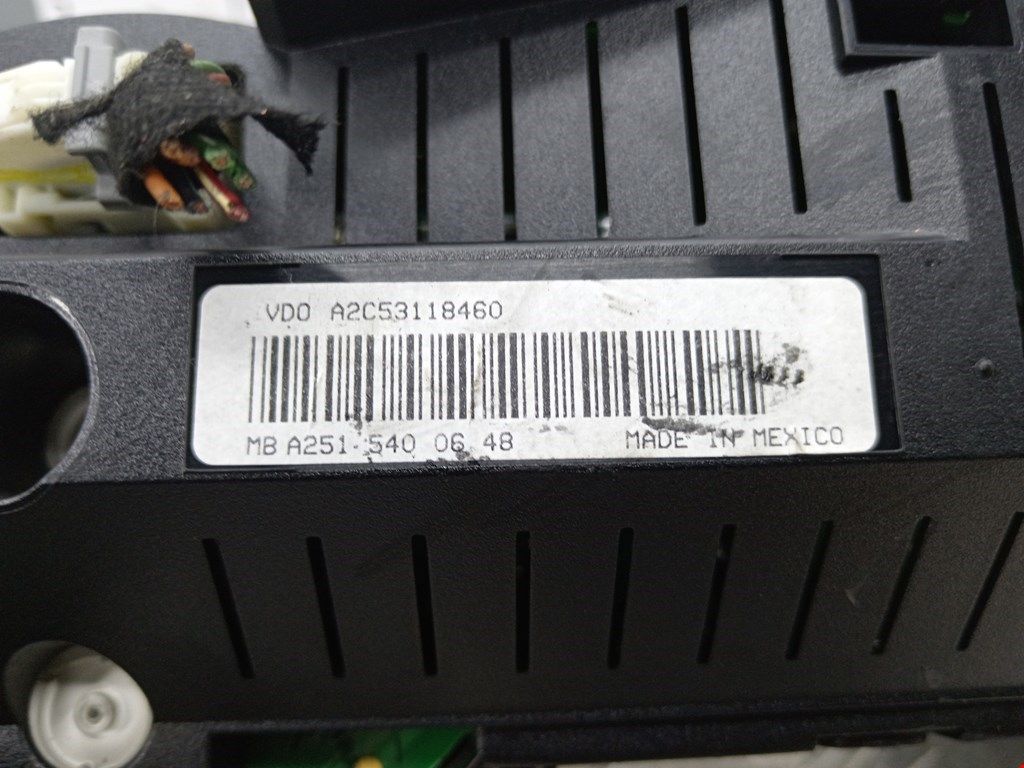 VDO A2C53118460
MB A251 540 06 48 MADE IN MEXICO